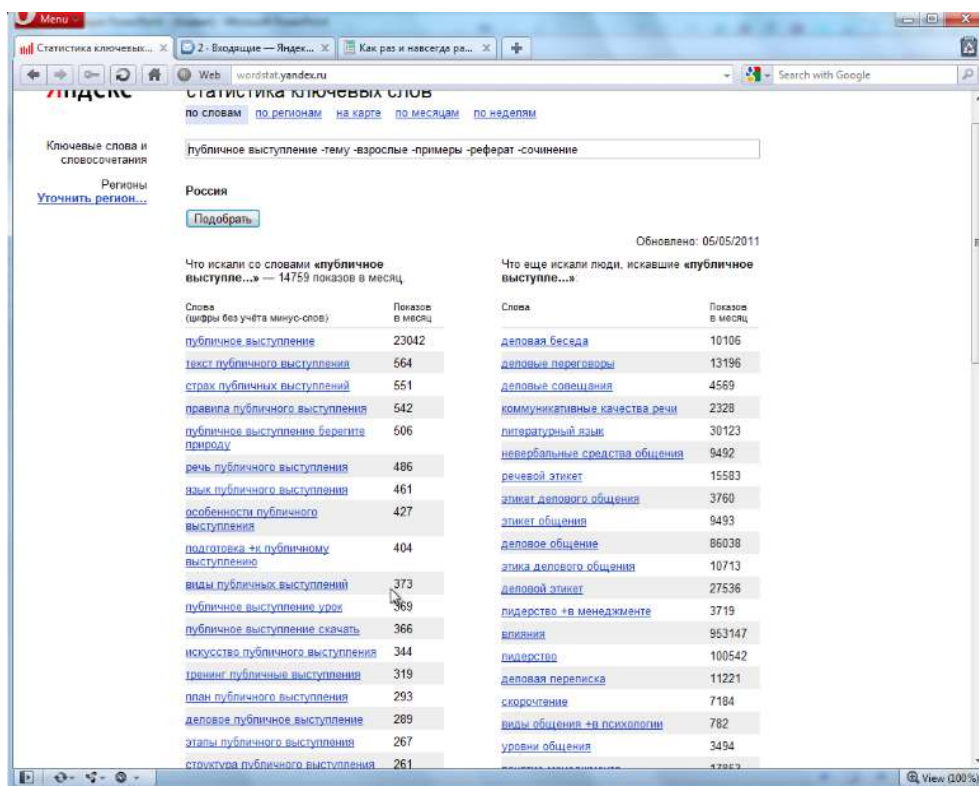 Menu
Статистика ключевых... X
2 - Входящие — Яндек... X
Как раз и навсегда ра... X
Web wordstat.yandex.ru
Search with Google
Яндекс
Статистика ключевых слов
по словам по регионам на карте по месяцам по неделям
Ключевые слова и
словосочетания
публичное выступление -тему -взрослые -примеры -реферат -сочинение
Регионы
Уточнить регион...
Россия
Подобрать
Обновлено: 05/05/2011
Что искали со словами «публичное
выступле...» — 14759 показов в месяц.
Слова
(цифры без учёта минус-слов)
Показов
в месяц
публичное выступление 23042
текст публичного выступления 564
страх публичных выступлений 551
правила публичного выступления 542
публичное выступление берегите
природу 506
речь публичного выступления 486
язык публичного выступления 461
особенности публичного
выступления 427
подготовка +к публичному
выступлению 404
виды публичных выступлений 373
публичное выступление урок 369
публичное выступление скачать 366
искусство публичного выступления 344
тренинг публичные выступления 319
план публичного выступления 293
деловое публичное выступление 289
этапы публичного выступления 267
структура публичного выступления 261
Что еще искали люди, искавшие «публичное
выступле...»:
Слова
Показов
в месяц
деловая беседа 10106
деловые переговоры 13196
деловые совещания 4569
коммуникативные качества речи 2328
литературный язык 30123
невербальные средства общения 9492
речевой этикет 15583
этикет делового общения 3760
этикет общения 9493
деловое общение 86038
этика делового общения 10713
деловой этикет 27536
лидерство +в менеджменте 3719
влияния 953147
лидерство 100542
деловая переписка 11221
скорочтение 7184
виды общения +в психологии 782
уровни общения 3494
View (100%)